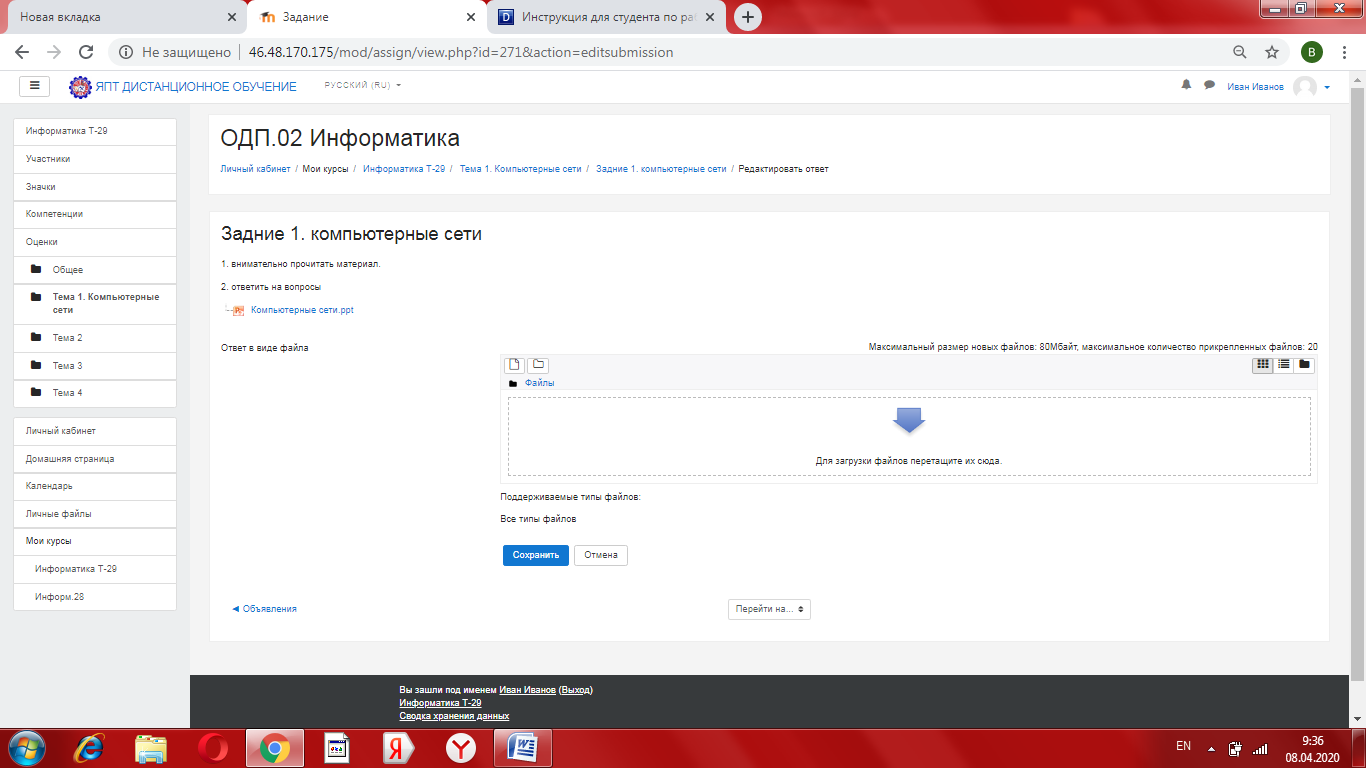 Новая вкладка
Задание
Инструкция для студента по раб
Не защищено
46.48.170.175/mod/assign/view.php?id=271&action=editsubmission
B
ЯПТ ДИСТАНЦИОННОЕ ОБУЧЕНИЕ
РУССКИЙ (RU)
Иван Иванов
Информатика Т-29
Участники
Значки
Компетенции
Оценки
Общее
Тема 1. Компьютерные
сети
Тема 2
Тема 3
Тема 4
Личный кабинет
Домашняя страница
Календарь
Личные файлы
Мои курсы
Информатика Т-29
Информ.28
ОДП.02 Информатика
Личный кабинет / Мои курсы / Информатика Т-29 / Тема 1. Компьютерные сети / Задние 1. компьютерные сети / Редактировать ответ
Задние 1. компьютерные сети
1. внимательно прочитать материал.
2. ответить на вопросы
Компьютерные сети.ppt
Ответ в виде файла
Максимальный размер новых файлов: 80Мбайт, максимальное количество прикрепленных файлов: 20
Файлы
Для загрузки файлов перетащите их сюда.
Поддерживаемые типы файлов:
Все типы файлов
Сохранить
Отмена
◄ Объявления
Перейти на...
Вы зашли под именем Иван Иванов (Выход)
Информатика Т-29
Сводка хранения данных
EN
9:36
08.04.2020